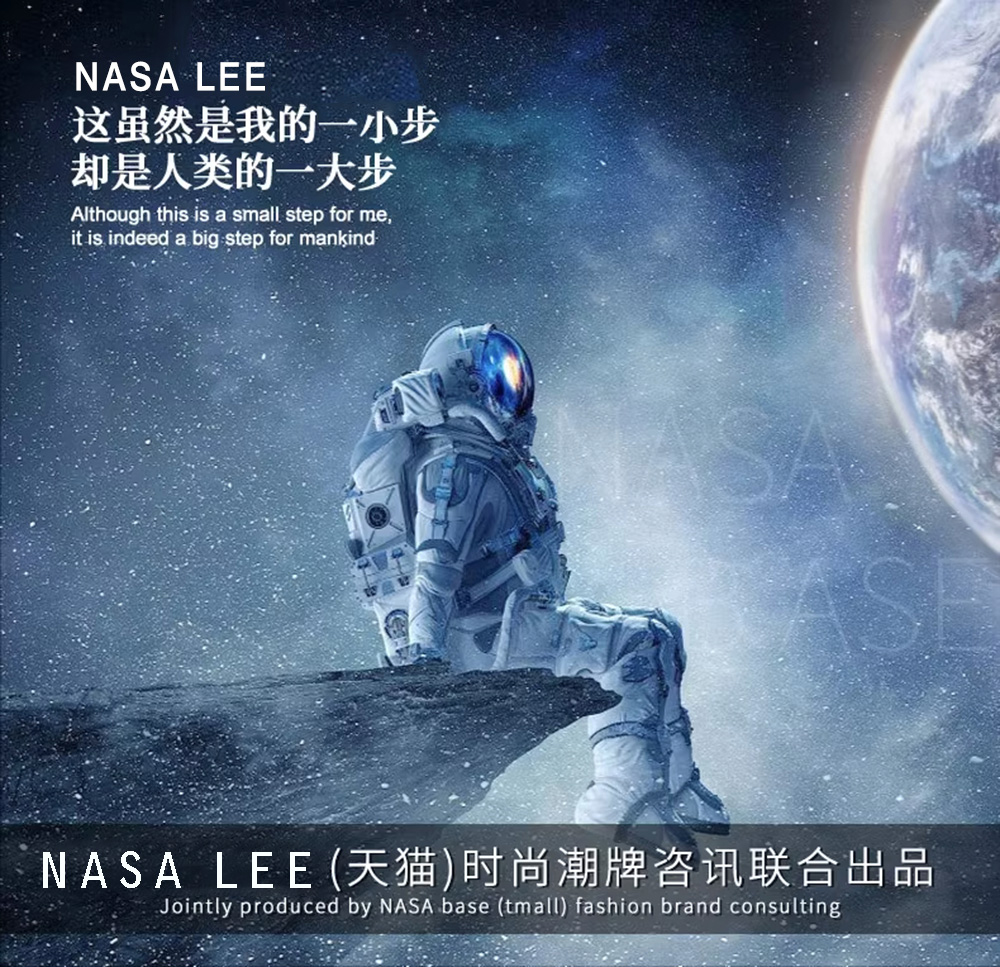 NASA LEE
这虽然是我的一小步
却是人类的一大步
Although this is a small step for me,
it is indeed a big step for mankind
NASA
BASE
NASA LEE (天猫)时尚潮牌咨讯联合出品
Jointly produced by NASA base (tmall) fashion brand consulting